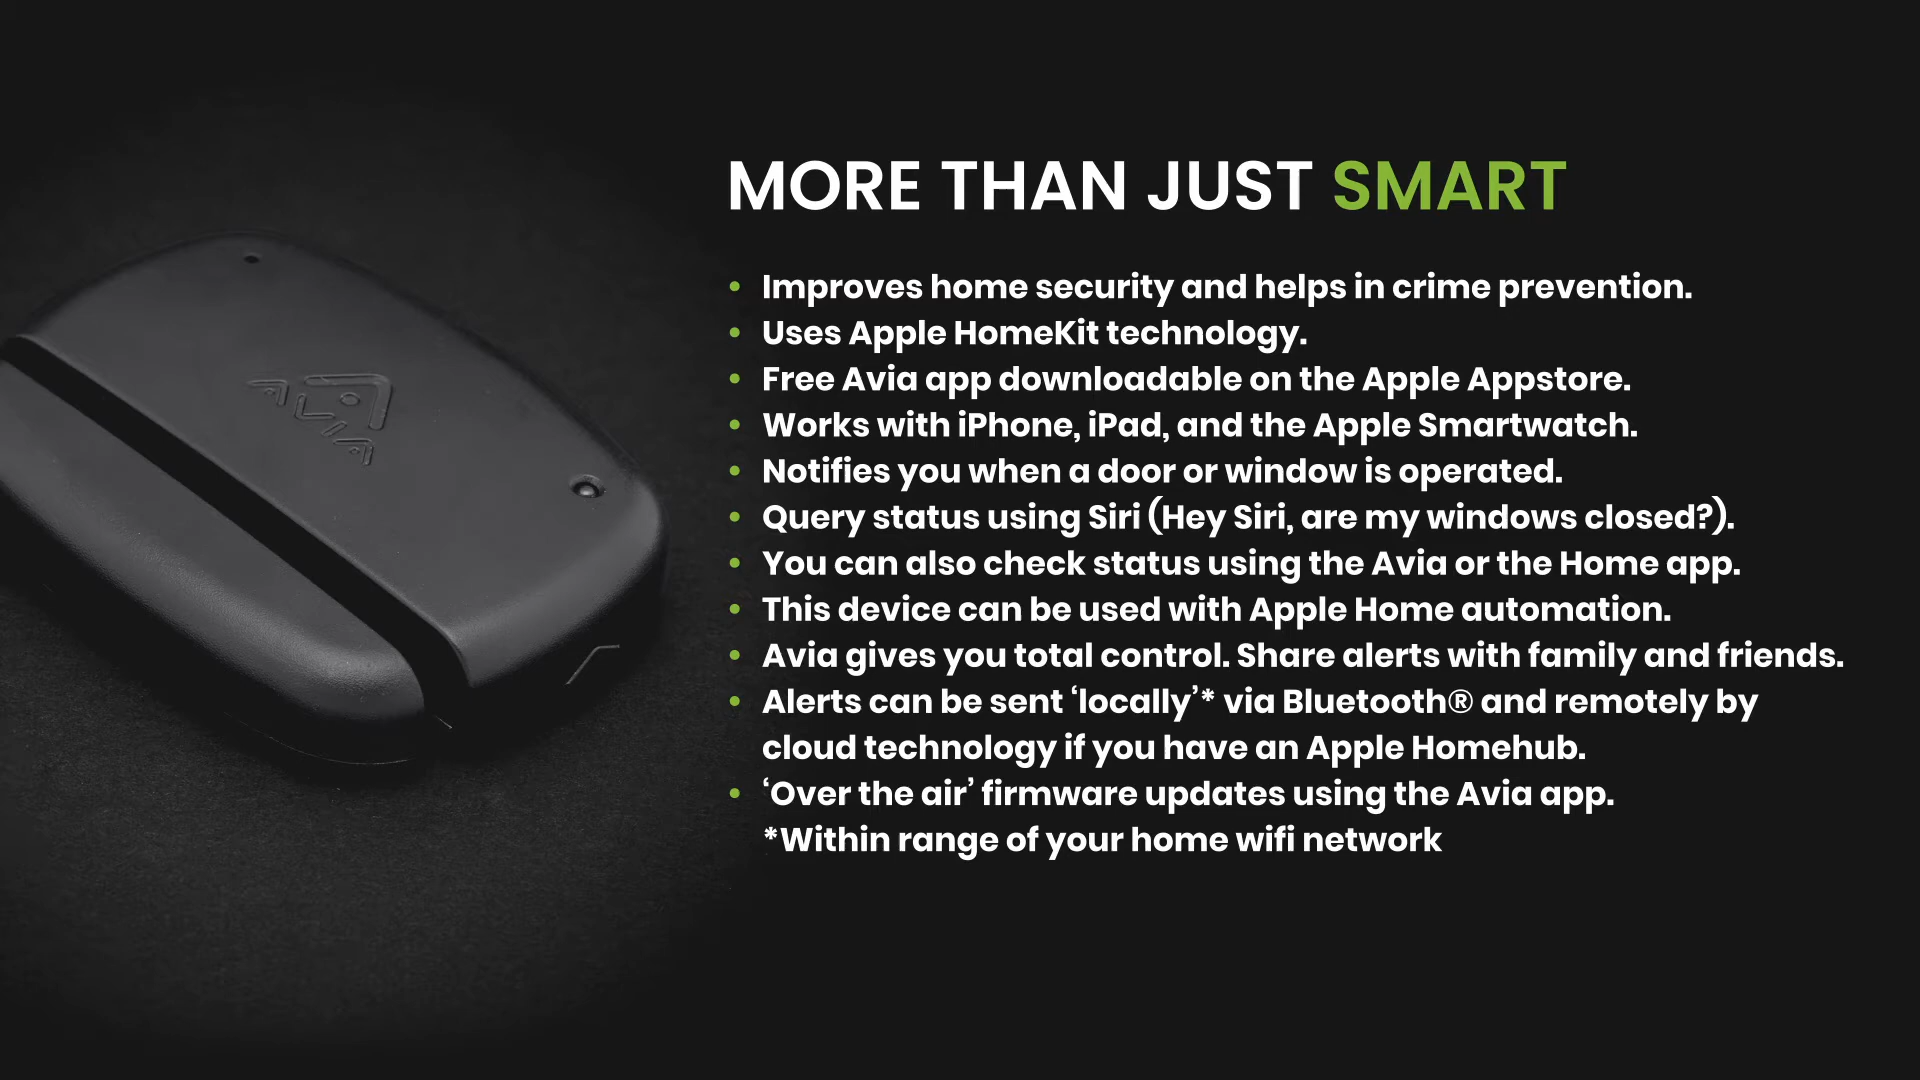 MORE THAN JUST SMART
• Improves home security and helps in crime prevention.
• Uses Apple HomeKit technology.
• Free Avia app downloadable on the Apple Appstore.
• Works with iPhone, iPad, and the Apple Smartwatch.
• Notifies you when a door or window is operated.
• Query status using Siri (Hey Siri, are my windows closed?).
• You can also check status using the Avia or the Home app.
• This device can be used with Apple Home automation.
• Avia gives you total control. Share alerts with family and friends.
• Alerts can be sent ‘locally’* via Bluetooth® and remotely by
cloud technology if you have an Apple Homehub.
• ‘Over the air’ firmware updates using the Avia app.
*Within range of your home wifi network
AVIA